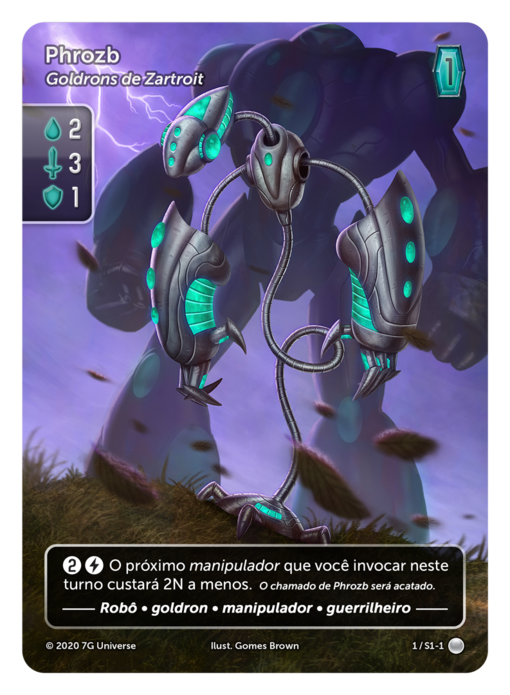 Phrozb
Goldrons de Zartroit
1
2
3
1
2 O próximo manipulador que você invocar neste
turno custará 2N a menos. O chamado de Phrozb será acatado.
Robô • goldron • manipulador • guerrilheiro
© 2020 7G Universe Ilust. Gomes Brown 1 / S1-1